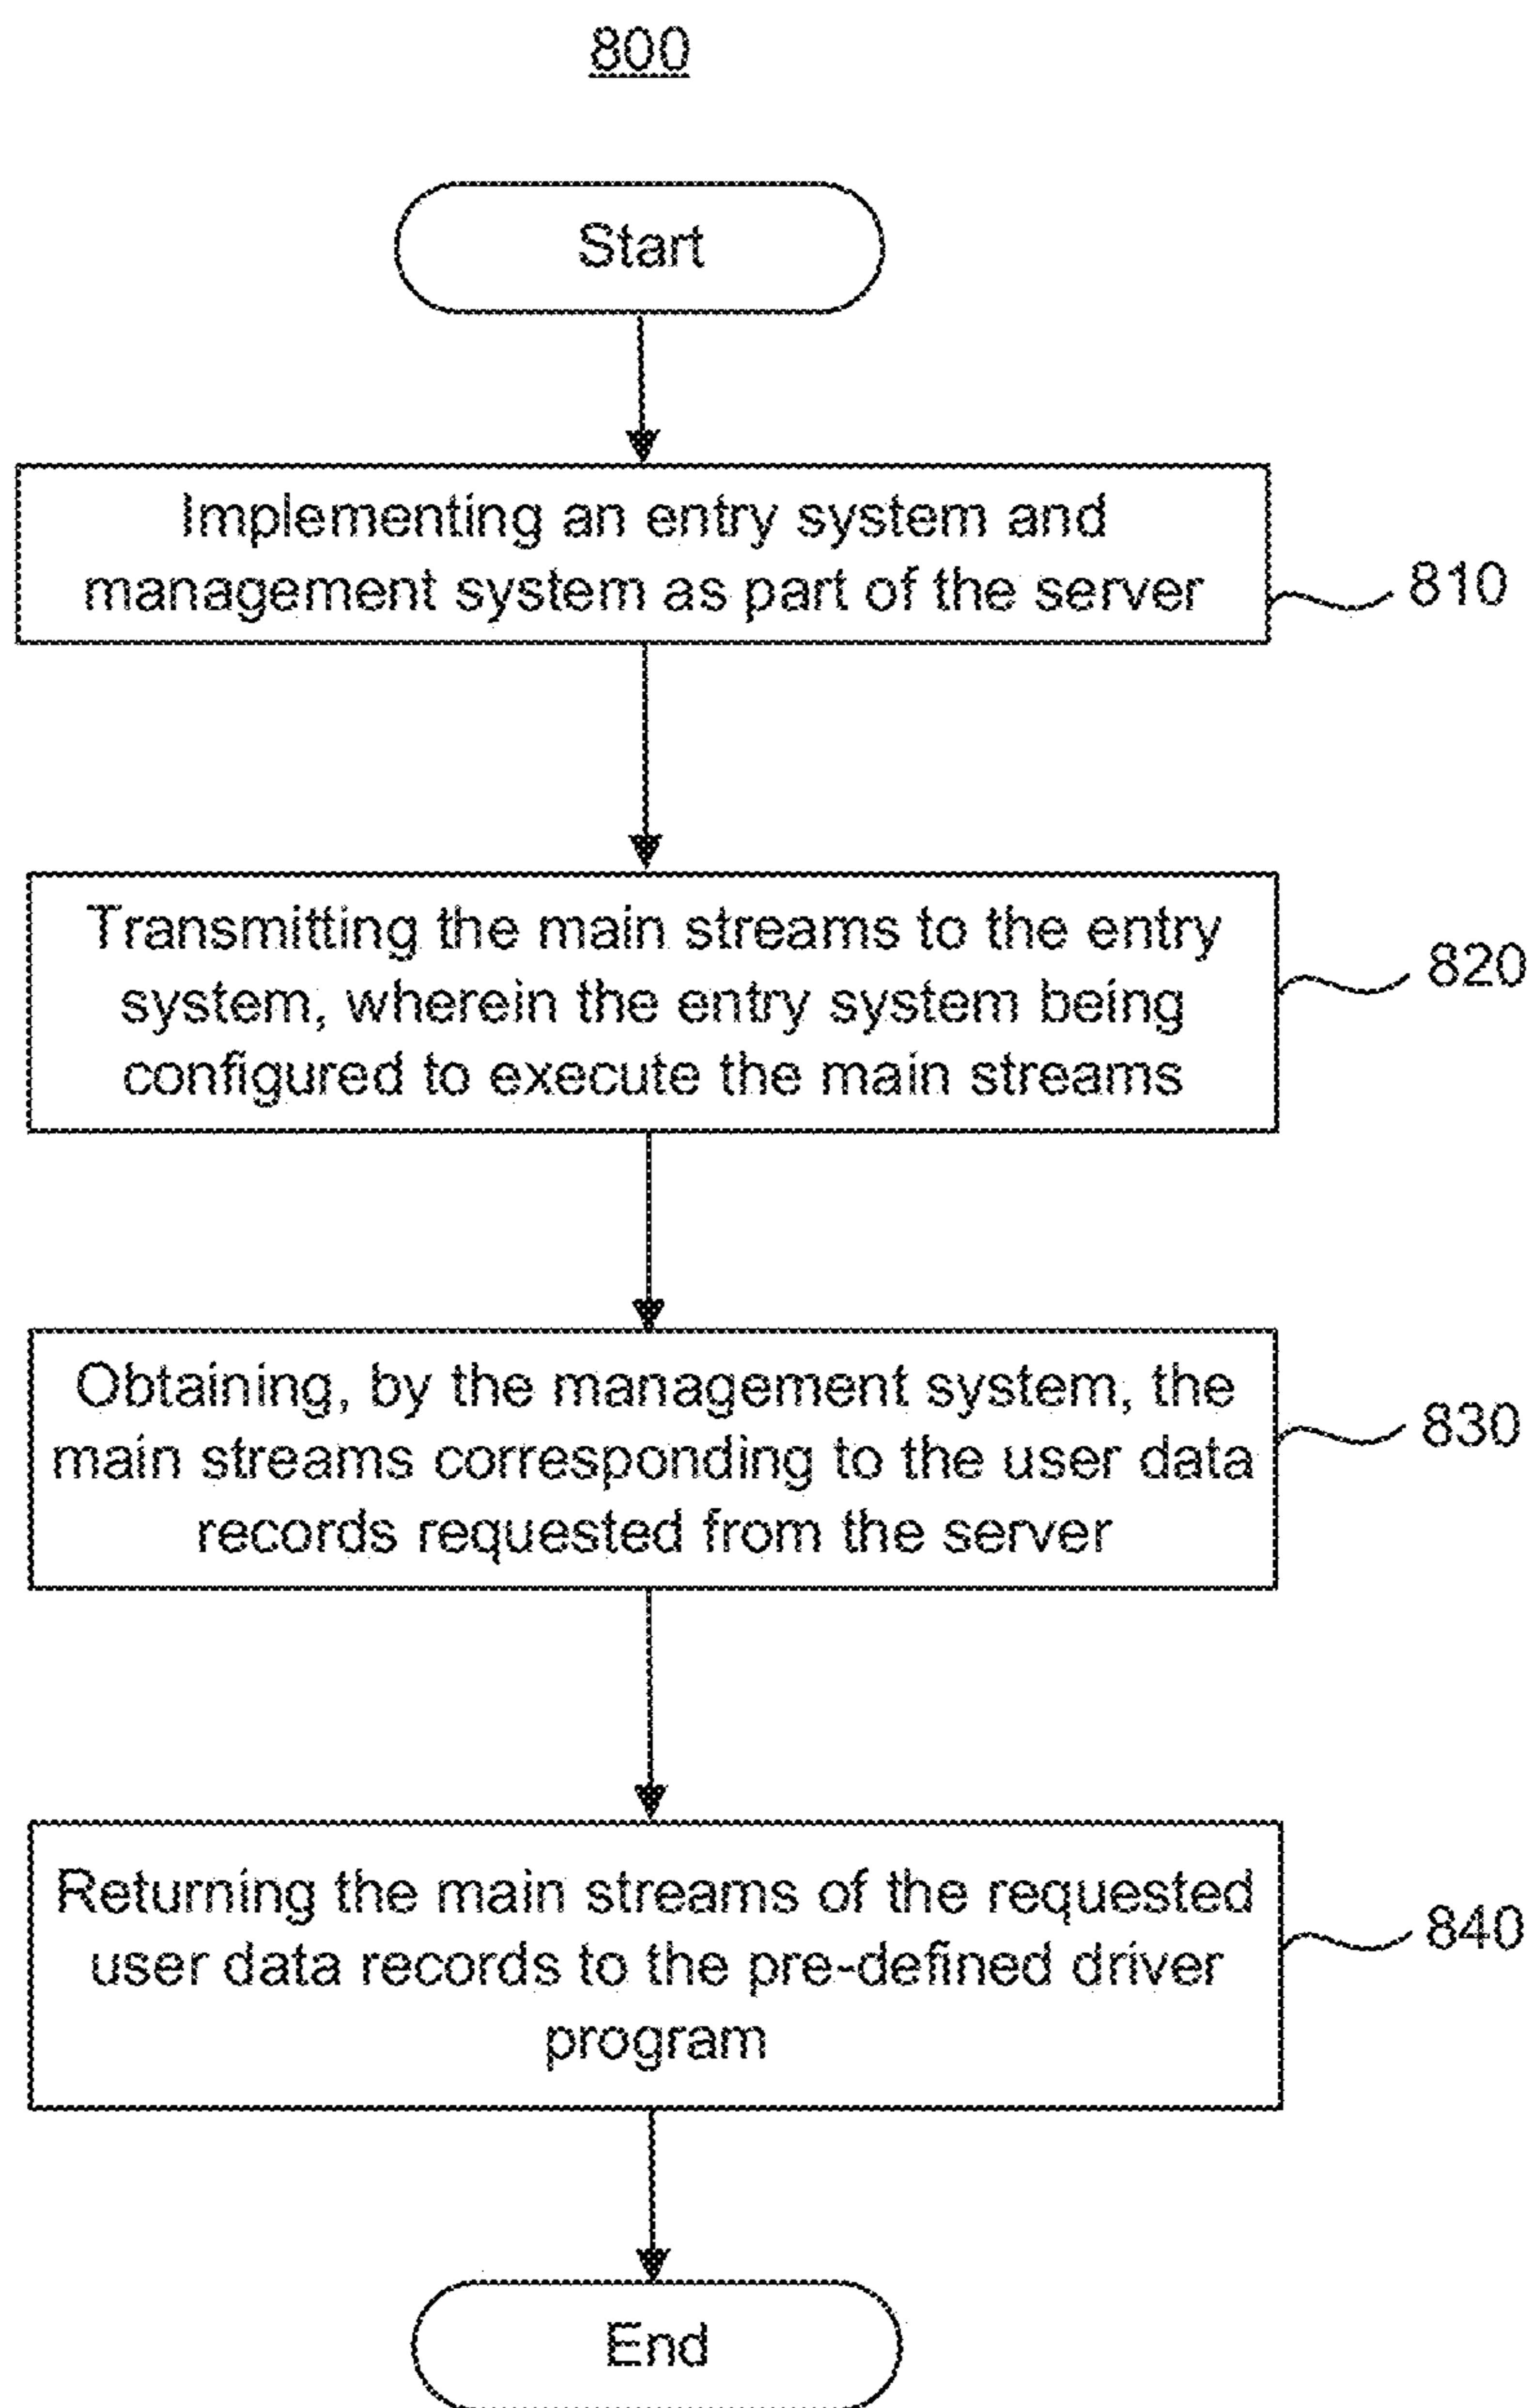 800
Start
Implementing an entry system and
management system as part of the server
810
Transmitting the main streams to the entry
system, wherein the entry system being
configured to execute the main streams
820
Obtaining, by the management system, the
main streams corresponding to the user data
records requested from the server
830
Returning the main streams of the requested
user data records to the pre-defined driver
program
840
End